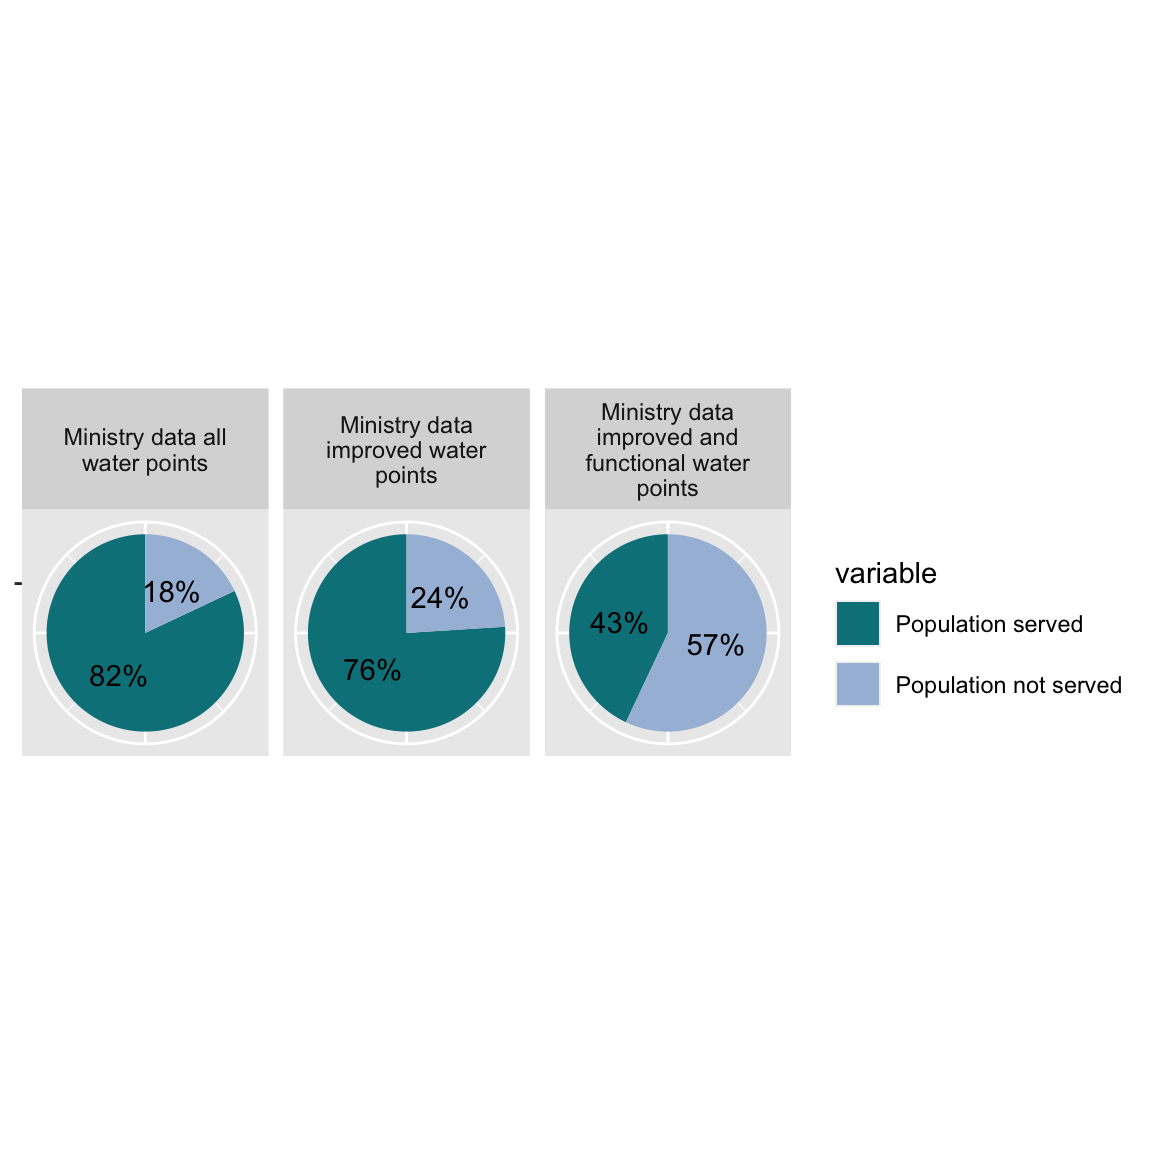 Ministry data all
water points
Ministry data
improved water
points
Ministry data
improved and
functional water
points
18%
82%
24%
76%
43%
57%
variable
Population served
Population not served